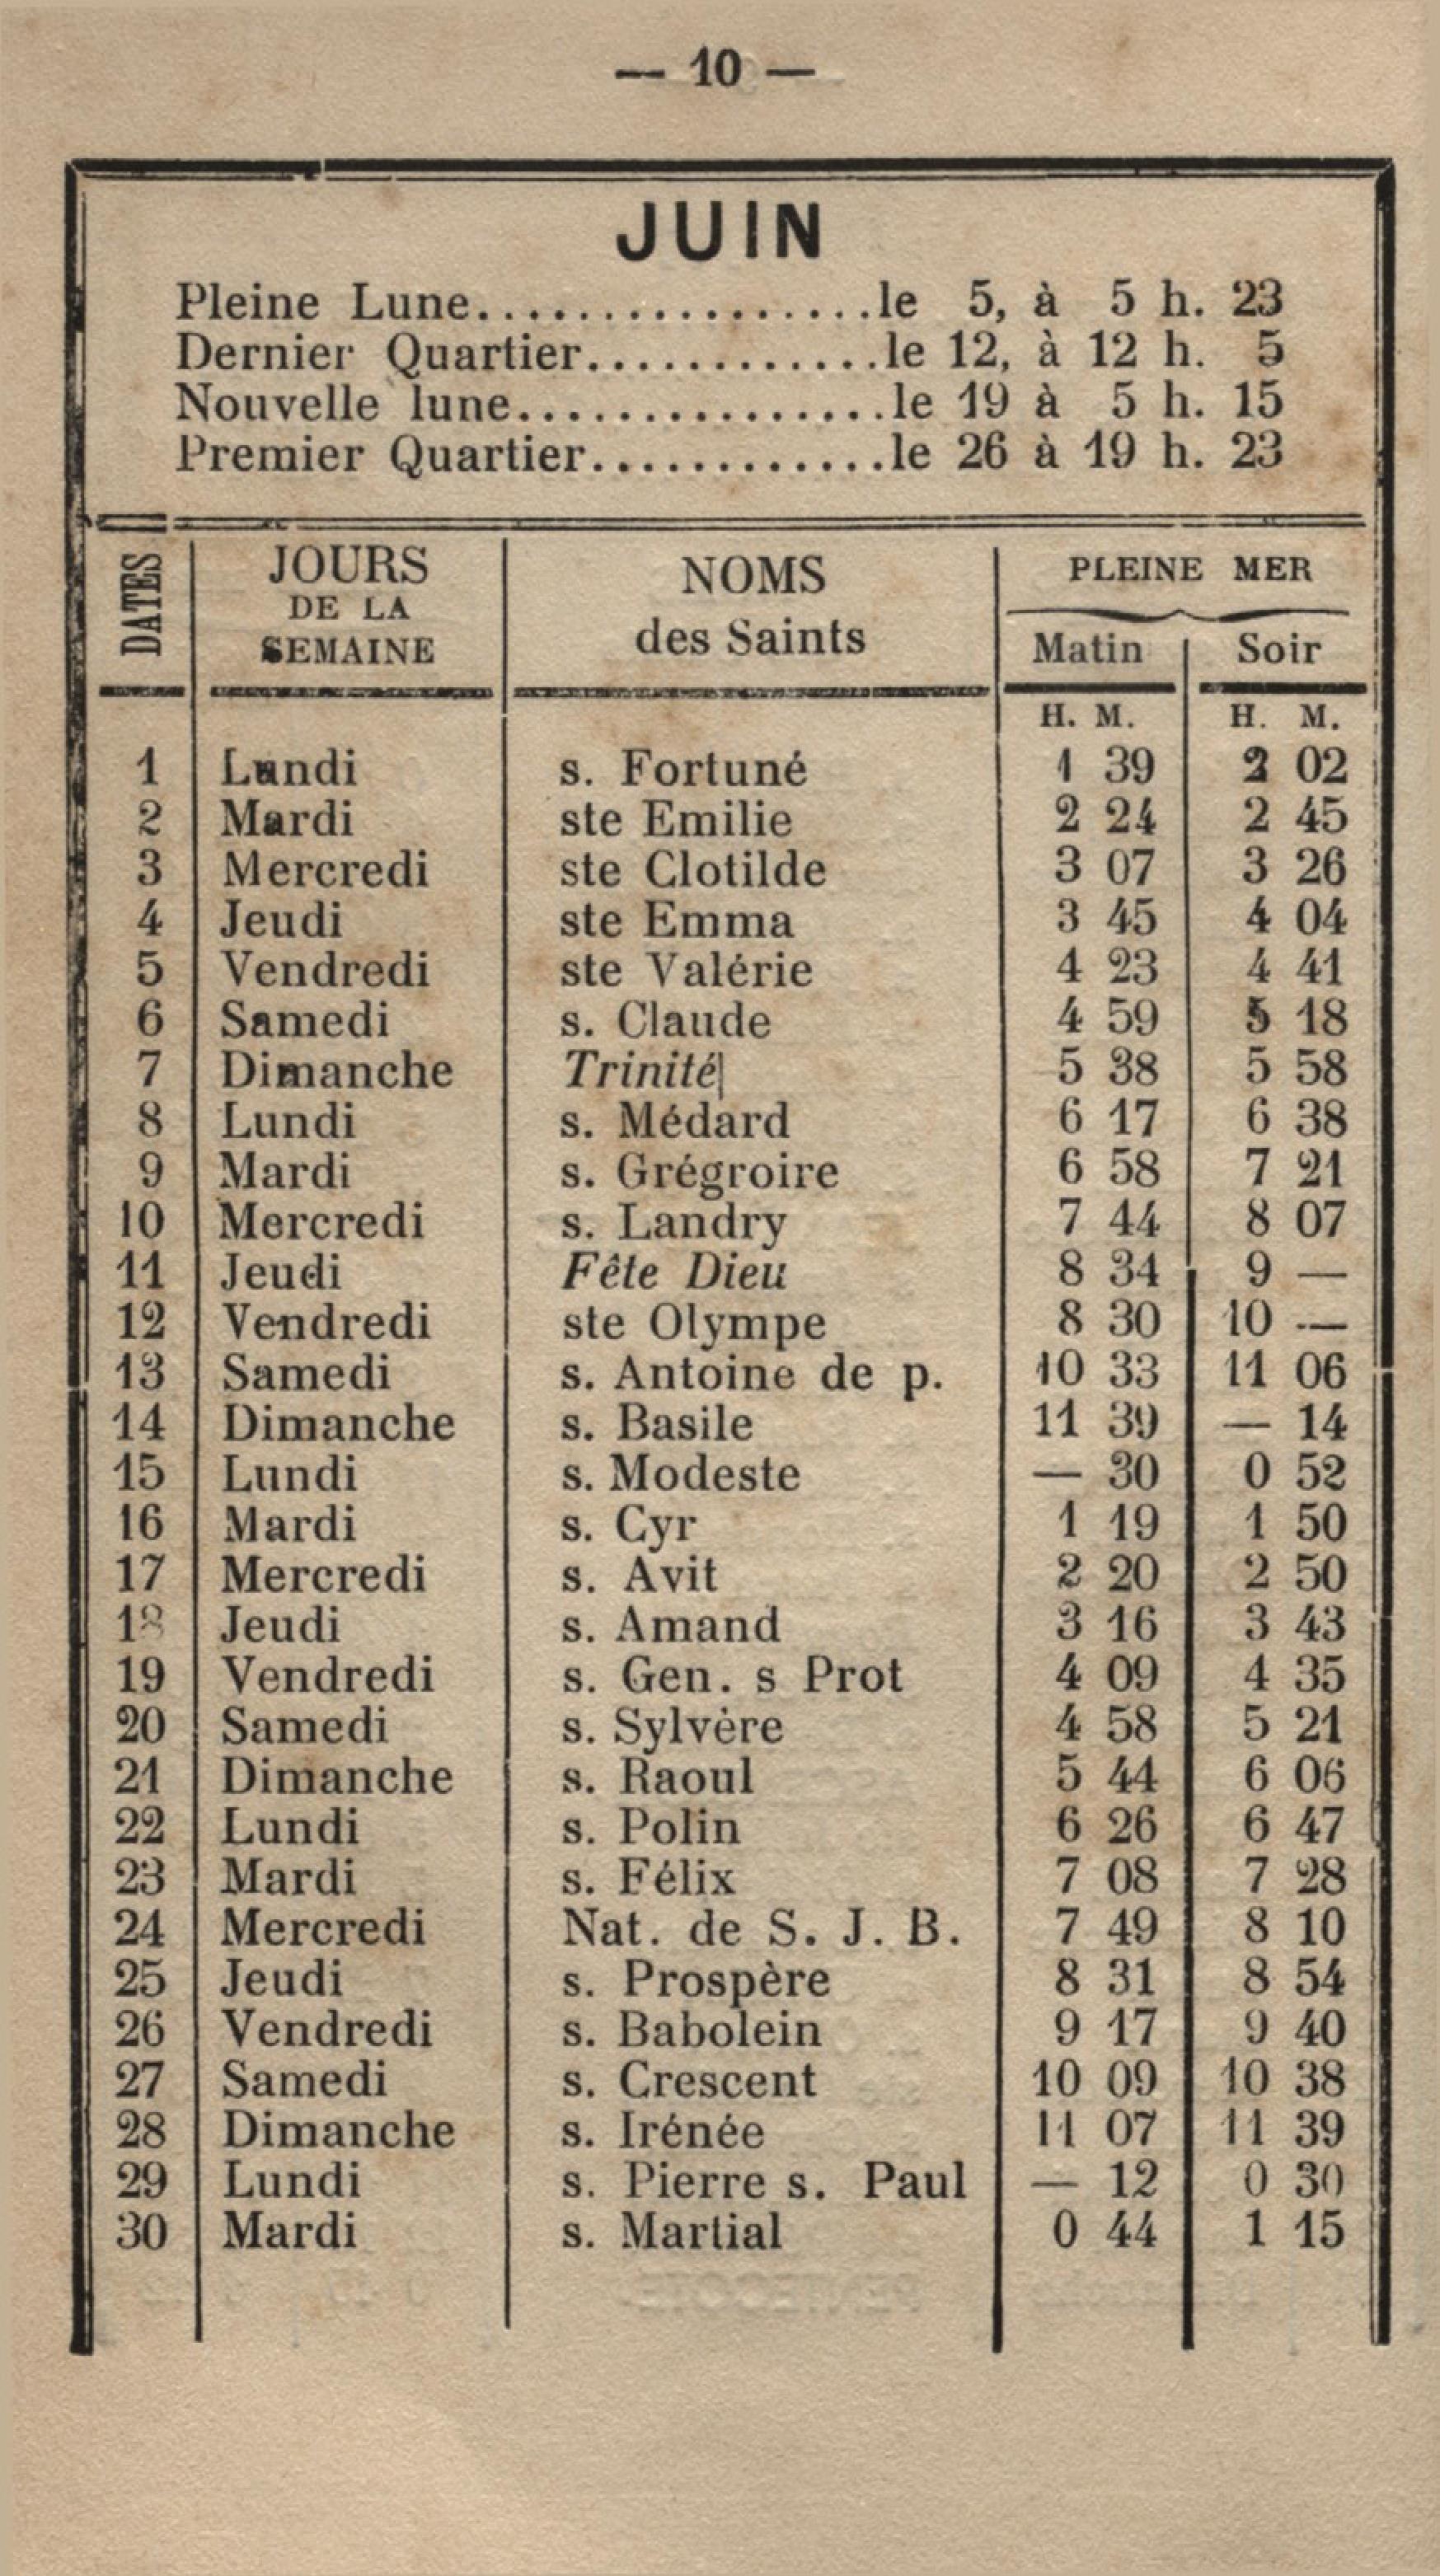 — 10 —
JUIN
Pleine Lune.................le 5, à 5 h. 23
Dernier Quartier.............le 12, à 12 h. 5
Nouvelle lune................le 19 à 5 h. 15
Premier Quartier.............le 26 à 19 h. 23
DATES JOURS DE LA SEMAINE NOMS des Saints PLEINE MER
Matin Soir
H. M. H. M.
1 Lundi s. Fortuné 1 39 2 02
2 Mardi ste Emilie 2 24 2 45
3 Mercredi ste Clotilde 3 07 3 26
4 Jeudi ste Emma 3 45 4 04
5 Vendredi ste Valérie 4 23 4 41
6 Samedi s. Claude 4 59 5 18
7 Dimanche Trinité 5 38 5 58
8 Lundi s. Médard 6 17 6 38
9 Mardi s. Grégroire 6 58 7 21
10 Mercredi s. Landry 7 44 8 07
11 Jeudi Fête Dieu 8 34 9 —
12 Vendredi ste Olympe 8 30 10 —
13 Samedi s. Antoine de p. 10 33 11 06
14 Dimanche s. Basile 11 39 — 14
15 Lundi s. Modeste — 30 0 52
16 Mardi s. Cyr 1 19 1 50
17 Mercredi s. Avit 2 20 2 50
18 Jeudi s. Amand 3 16 3 43
19 Vendredi s. Gen. s Prot 4 09 4 35
20 Samedi s. Sylvère 4 58 5 21
21 Dimanche s. Raoul 5 44 6 06
22 Lundi s. Polin 6 26 6 47
23 Mardi s. Félix 7 08 7 28
24 Mercredi Nat. de S. J. B. 7 49 8 10
25 Jeudi s. Prospère 8 31 8 54
26 Vendredi s. Babolein 9 17 9 40
27 Samedi s. Crescent 10 09 10 38
28 Dimanche s. Irénée 11 07 11 39
29 Lundi s. Pierre s. Paul — 12 0 30
30 Mardi s. Martial 0 44 1 15